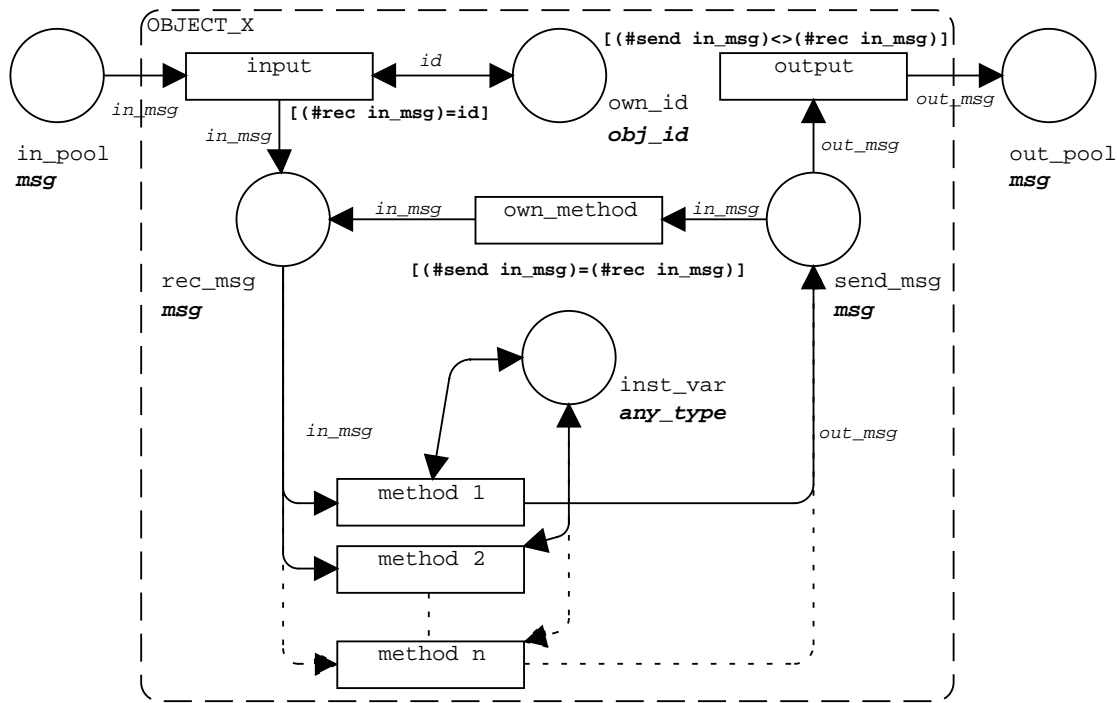 OBJECT_X
[(#send in_msg)<>(#rec in_msg)]
input
id
output
in_msg
[(#rec in_msg)=id]
own_id
obj_id
out_msg
in_msg
out_msg
in_pool
msg
out_pool
msg
in_msg
own_method
in_msg
[(#send in_msg)=(#rec in_msg)]
rec_msg
msg
send_msg
msg
inst_var
any_type
in_msg
out_msg
method 1
method 2
method n